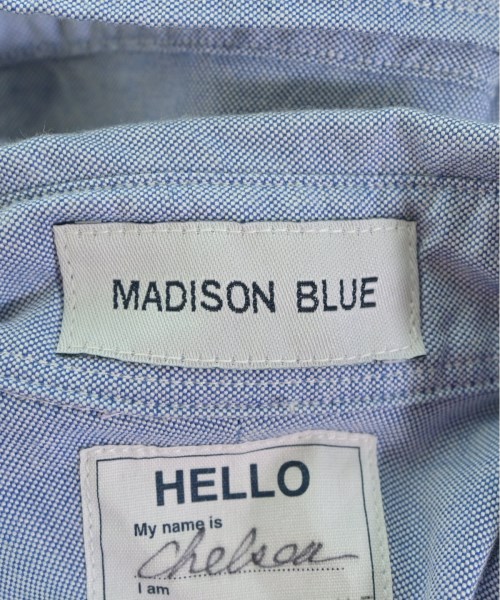 MADISON BLUE
HELLO
My name is
Chelsea
I am